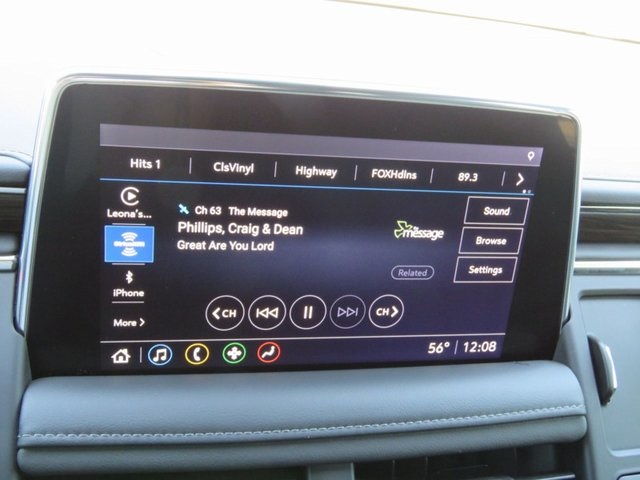 Hits 1 ClsVinyl Highway FOXHdlns 89.3
Leona's...
Ch 63 The Message
Phillips, Craig & Dean
Great Are You Lord
message
Related
Sound
Browse
Settings
iPhone
More
CH CH
56° 12:08